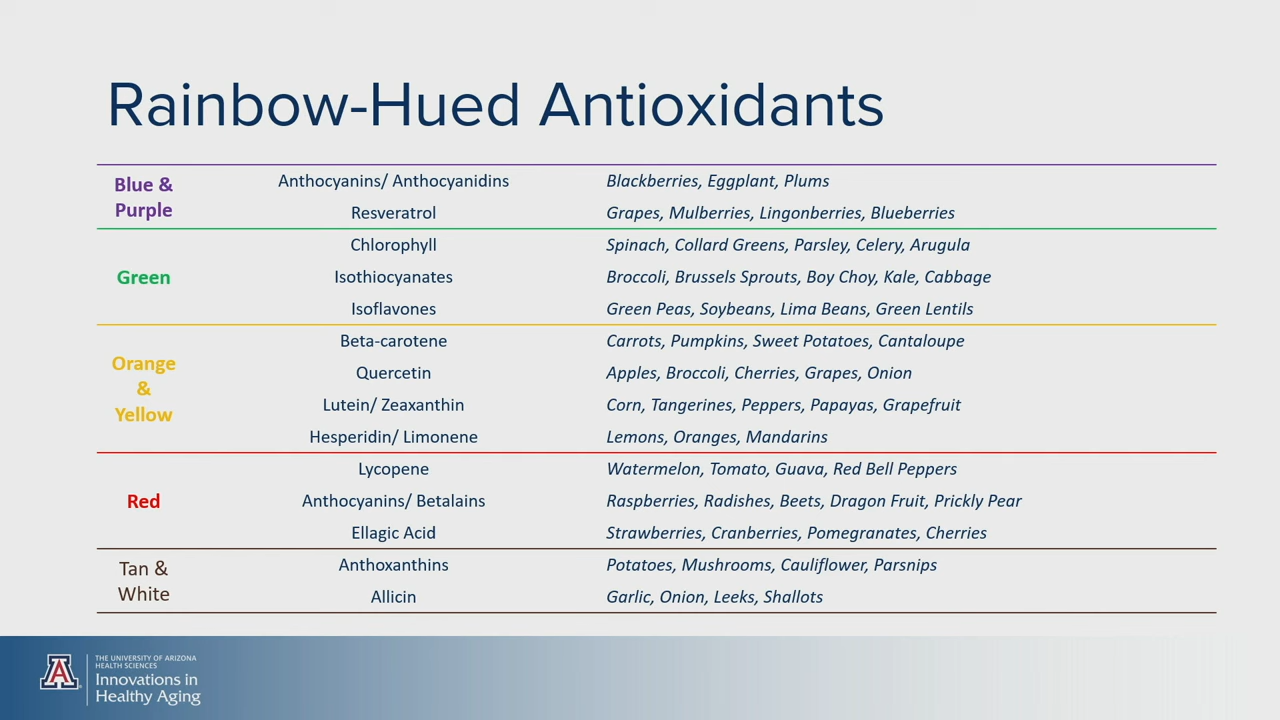 Rainbow-Hued Antioxidants
Blue & Purple
Anthocyanins/ Anthocyanidins Blackberries, Eggplant, Plums
Resveratrol Grapes, Mulberries, Lingonberries, Blueberries
Green
Chlorophyll Spinach, Collard Greens, Parsley, Celery, Arugula
Isothiocyanates Broccoli, Brussels Sprouts, Boy Choy, Kale, Cabbage
Isoflavones Green Peas, Soybeans, Lima Beans, Green Lentils
Orange & Yellow
Beta-carotene Carrots, Pumpkins, Sweet Potatoes, Cantaloupe
Quercetin Apples, Broccoli, Cherries, Grapes, Onion
Lutein/ Zeaxanthin Corn, Tangerines, Peppers, Papayas, Grapefruit
Hesperidin/ Limonene Lemons, Oranges, Mandarins
Red
Lycopene Watermelon, Tomato, Guava, Red Bell Peppers
Anthocyanins/ Betalains Raspberries, Radishes, Beets, Dragon Fruit, Prickly Pear
Ellagic Acid Strawberries, Cranberries, Pomegranates, Cherries
Tan & White
Anthoxanthins Potatoes, Mushrooms, Cauliflower, Parsnips
Allicin Garlic, Onion, Leeks, Shallots
A
THE UNIVERSITY OF ARIZONA
HEALTH SCIENCES
Innovations in
Healthy Aging